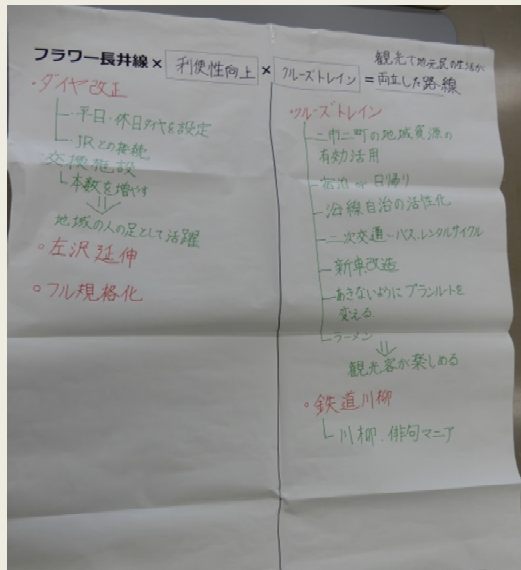 フラワー長井線×利便性向上×クルーズトレイン=観光で地元民の生活が
両立した路線
・ダイヤ改正
平日・休日ダイヤを設定
JRとの接続
交換施設
本数を増やす
⇓
地域の人の足として活躍
○左沢延伸
○フル規格化
・クルーズトレイン
二市二町の地域資源の
有効活用
宿泊 or 日帰り
沿線自治の活性化
二次交通-バス、レンタルサイクル
新車改造
あきないようにプランルートを
変える
ラーメン
⇓
観光客が楽しめる
○鉄道川柳
川柳、俳句マニア